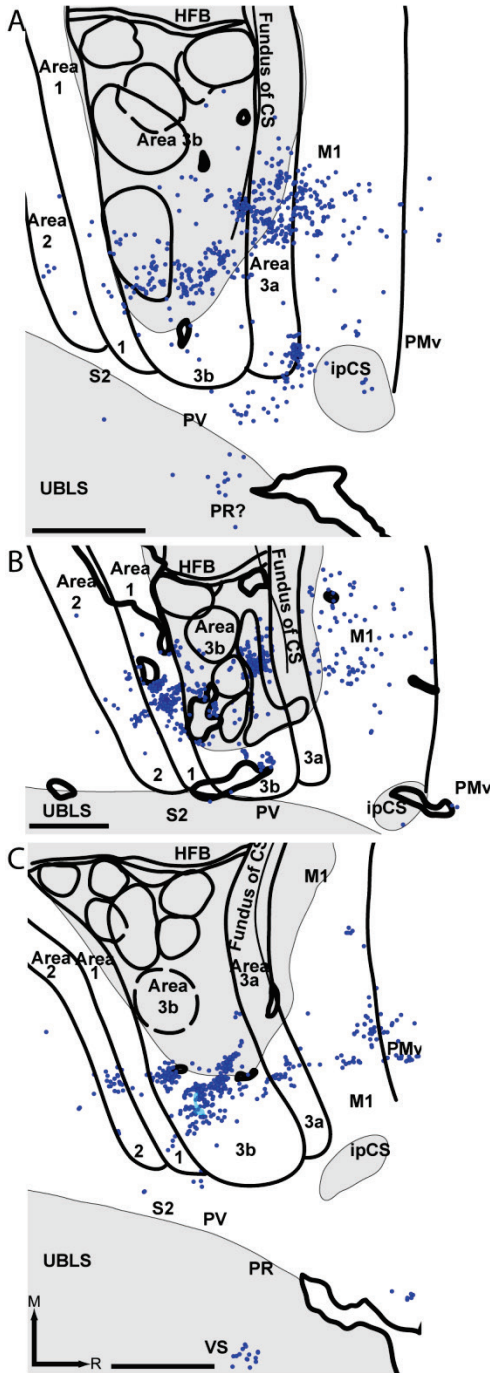 A
HFB
Area
1
Fundus of CS
Area 3b
M1
Area
2
Area
3a
1
3b
PMv
S2
ipCS
PV
UBLS
PR?
B
HFB
Area
2
Area
1
Fundus of CS
Area
3b
M1
2
1
3b
3a
UBLS
S2
PV
ipCS
PMv
C
HFB
Fundus of CS
M1
Area
2
Area
1
Area
3b
Area
3a
PMv
M1
2
1
3b
3a
ipCS
S2
PV
UBLS
PR
M
R
VS